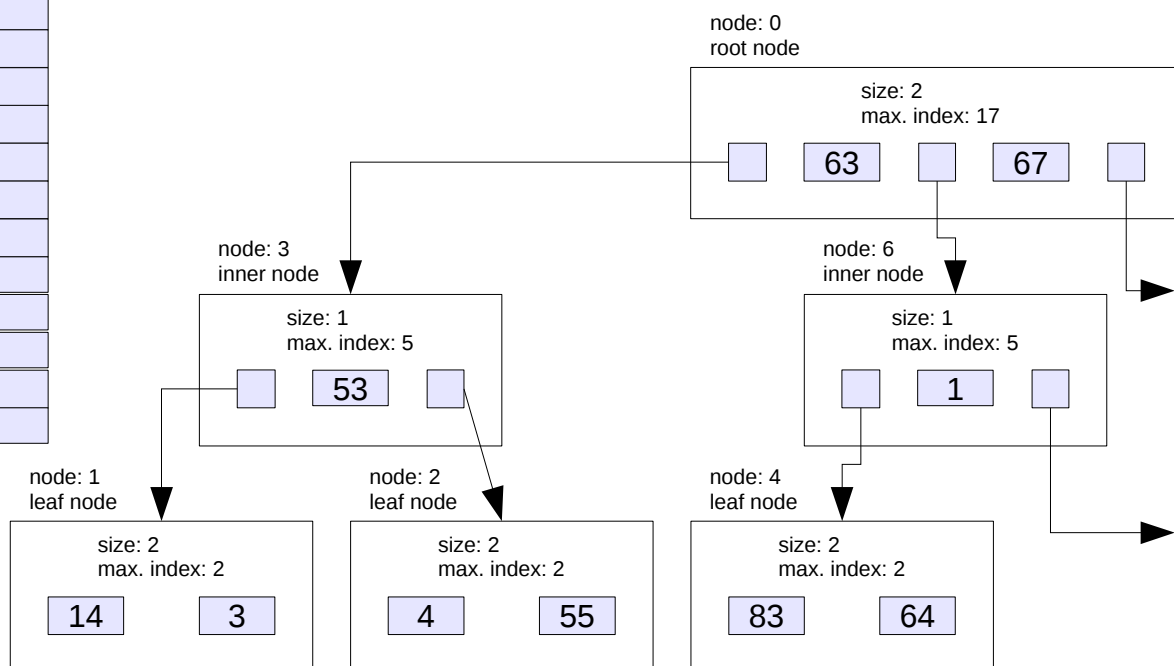 node: 0
root node
size: 2
max. index: 17
63 67
node: 3
inner node
size: 1
max. index: 5
53
node: 6
inner node
size: 1
max. index: 5
1
node: 1
leaf node
size: 2
max. index: 2
14 3
node: 2
leaf node
size: 2
max. index: 2
4 55
node: 4
leaf node
size: 2
max. index: 2
83 64